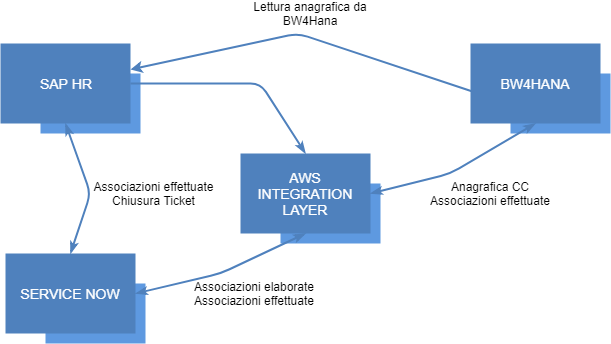 Lettura anagrafica da
BW4Hana
SAP HR
BW4HANA
AWS
INTEGRATION
LAYER
Associazioni effettuate
Chiusura Ticket
Anagrafica CC
Associazioni effettuate
SERVICE NOW
Associazioni elaborate
Associazioni effettuate